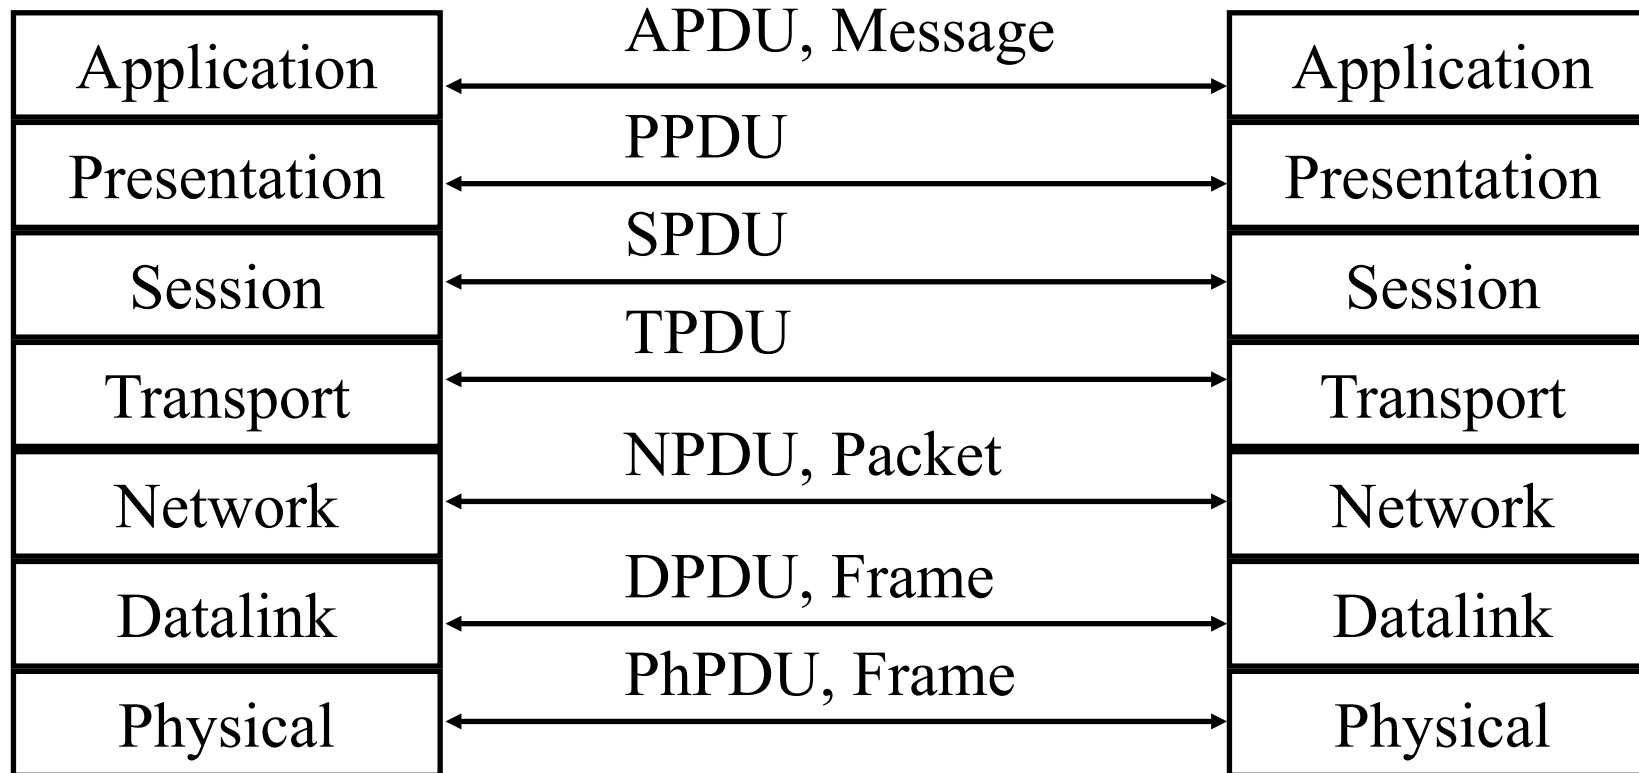 Application APDU, Message Application
Presentation PPDU Presentation
Session SPDU Session
Transport TPDU Transport
Network NPDU, Packet Network
Datalink DPDU, Frame Datalink
Physical PhPDU, Frame Physical